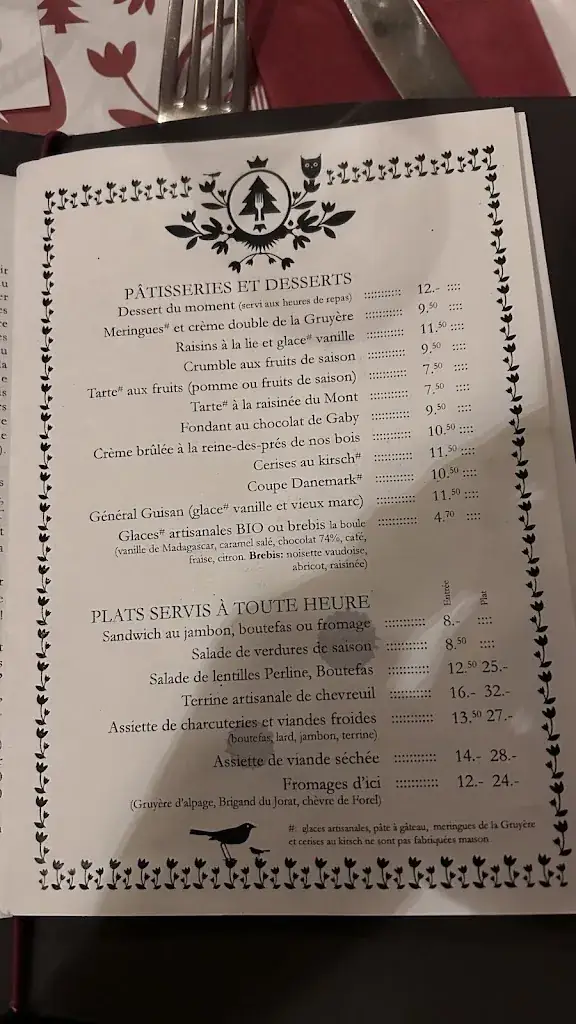 PÂTISSERIES ET DESSERTS
Dessert du moment (servi aux heures de repas) :::::::::: 12.- ::::
Meringues# et crème double de la Gruyère :::::::::: 9.50 ::::
Raisins à la lie et glace# vanille :::::::::: 11.50 ::::
Crumble aux fruits de saison :::::::::: 9.50 ::::
Tarte# aux fruits (pomme ou fruits de saison) :::::::::: 7.50 ::::
Tarte# à la raisinée du Mont :::::::::: 7.50 ::::
Fondant au chocolat de Gaby :::::::::: 9.50 ::::
Crème brûlée à la reine-des-prés de nos bois :::::::::: 10.50 ::::
Cerises au kirsch# :::::::::: 11.50 ::::
Coupe Danemark# :::::::::: 10.50 ::::
Général Guisan (glace# vanille et vieux marc) :::::::::: 11.50 ::::
Glaces# artisanales BIO ou brebis la boule :::::::::: 4.70 ::::
(vanille de Madagascar, caramel salé, chocolat 74%, café,
fraise, citron. Brebis: noisette vaudoise,
abricot, raisinée)
Entrée Plat
PLATS SERVIS À TOUTE HEURE
Sandwich au jambon, boutefas ou fromage :::::::::: 8.- ::::
Salade de verdures de saison :::::::::: 8.50 ::::
Salade de lentilles Perline, Boutefas :::::::::: 12.50 25.-
Terrine artisanale de chevreuil :::::::::: 16.- 32.-
Assiette de charcuteries et viandes froides :::::::::: 13.50 27.-
(boutefas, lard, jambon, terrine)
Assiette de viande séchée :::::::::: 14.- 28.-
Fromages d'ici :::::::::: 12.- 24.-
(Gruyère d'alpage, Brigand du Jorat, chèvre de Forel)
#: glaces artisanales, pâte à gâteau, meringues de la Gruyère
et cerises au kirsch ne sont pas fabriquées maison